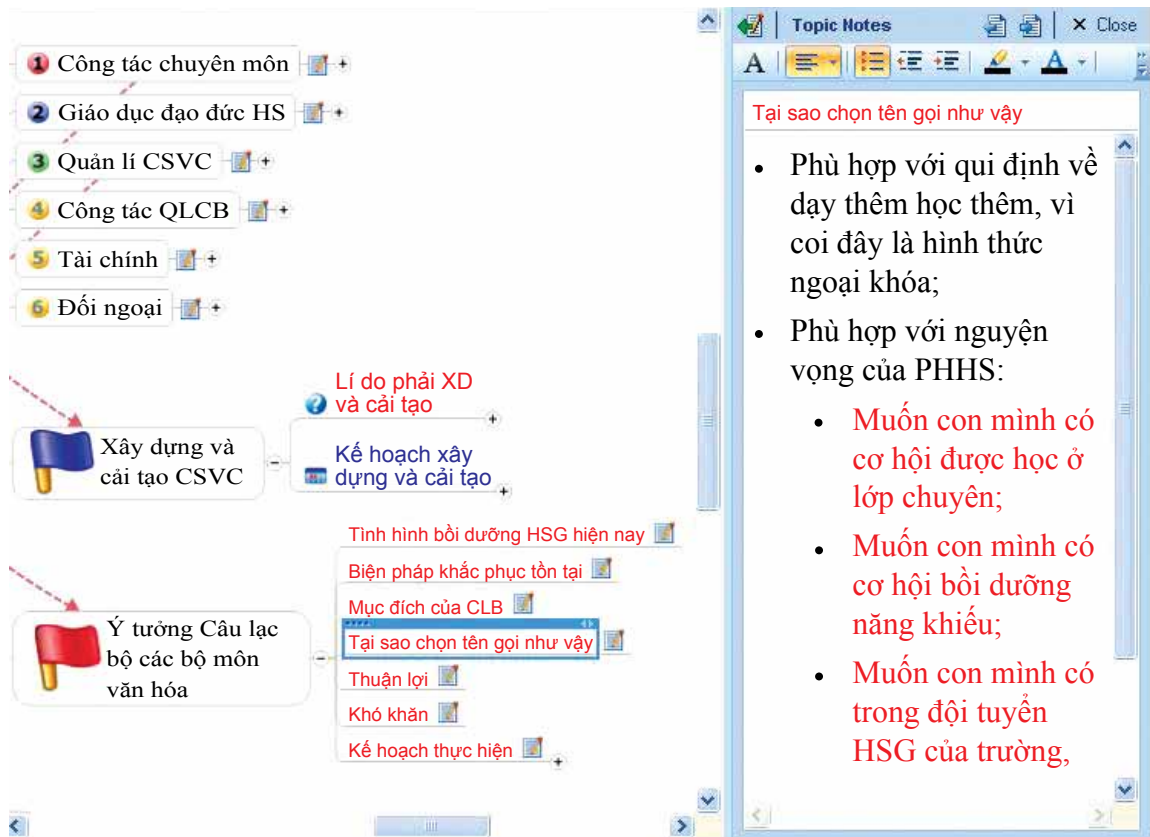 1 Công tác chuyên môn
2 Giáo dục đạo đức HS
3 Quản lí CSVC
4 Công tác QLCB
5 Tài chính
6 Đối ngoại
Xây dựng và
cải tạo CSVC
Lí do phải XD
và cải tạo
Kế hoạch xây
dựng và cải tạo
Ý tưởng Câu lạc
bộ các bộ môn
văn hóa
Tình hình bồi dưỡng HSG hiện nay
Biện pháp khắc phục tồn tại
Mục đích của CLB
Tại sao chọn tên gọi như vậy
Thuận lợi
Khó khăn
Kế hoạch thực hiện
Topic Notes
Close
Tại sao chọn tên gọi như vậy
• Phù hợp với qui định về
dạy thêm học thêm, vì
coi đây là hình thức
ngoại khóa;
• Phù hợp với nguyện
vọng của PHHS:
• Muốn con mình có
cơ hội được học ở
lớp chuyên;
• Muốn con mình có
cơ hội bồi dưỡng
năng khiếu;
• Muốn con mình có
trong đội tuyển
HSG của trường,